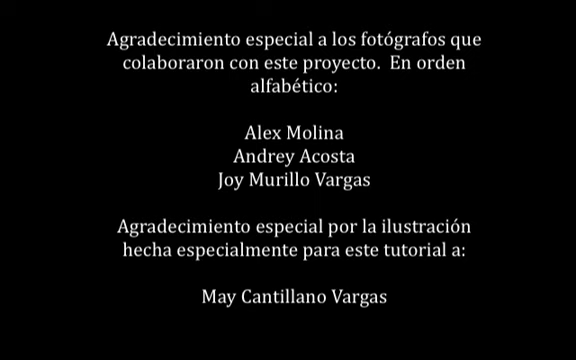 Agradecimiento especial a los fotógrafos que
colaboraron con este proyecto.  En orden
alfabético:
Alex Molina
Andrey Acosta
Joy Murillo Vargas
Agradecimiento especial por la ilustración
hecha especialmente para este tutorial a:
May Cantillano Vargas